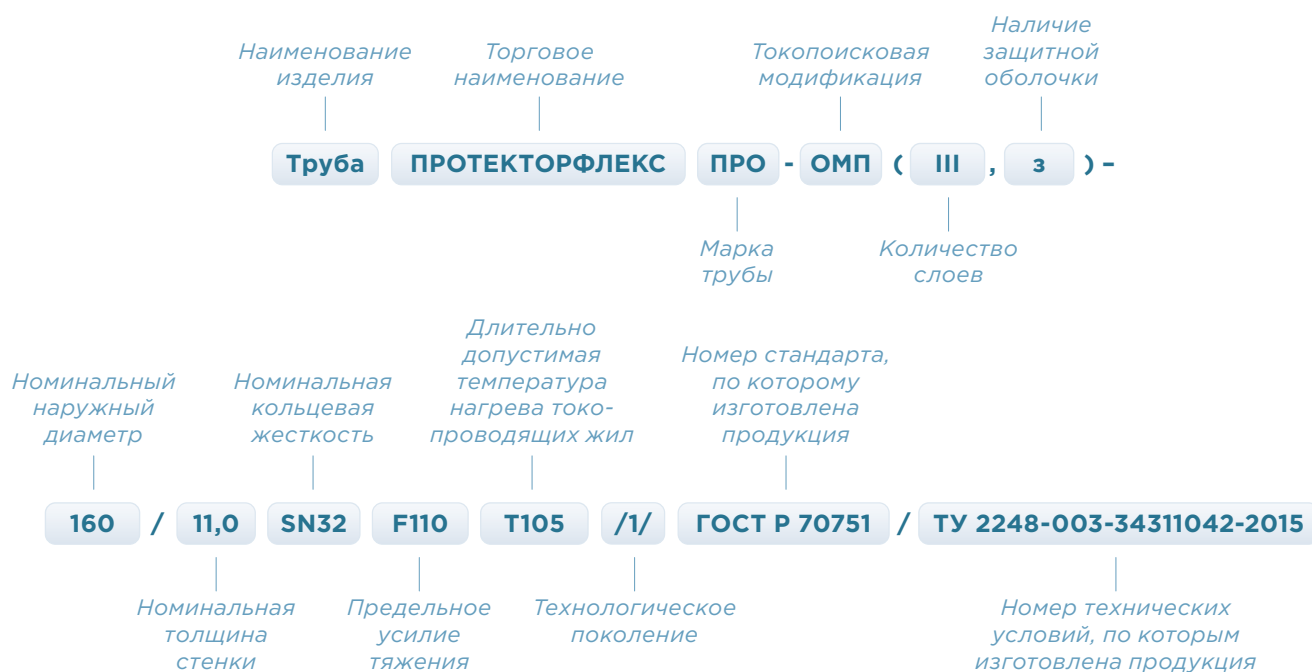 Наличие
Наименование Торговое Токопоисковая защитной
изделия наименование модификация оболочки
Труба ПРОТЕКТОРФЛЕКС ПРО - ОМП ( III , з ) –
Марка Количество
трубы слоев
Длительно
допустимая Номер стандарта,
Номинальный Номинальная температура по которому
наружный кольцевая нагрева токо- изготовлена
диаметр жесткость проводящих жил продукция
160 / 11,0 SN32 F110 T105 /1/ ГОСТ Р 70751 / ТУ 2248-003-34311042-2015
Номинальная Предельное Технологическое Номер технических
толщина усилие поколение условий, по которым
стенки тяжения изготовлена продукция